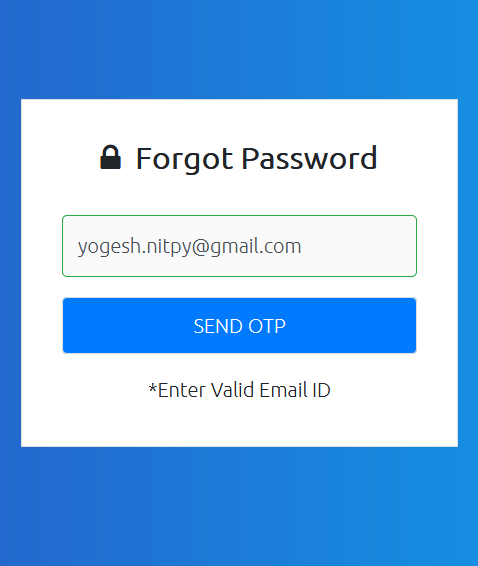 Forgot Password
yogesh.nitpy@gmail.com
SEND OTP
*Enter Valid Email ID